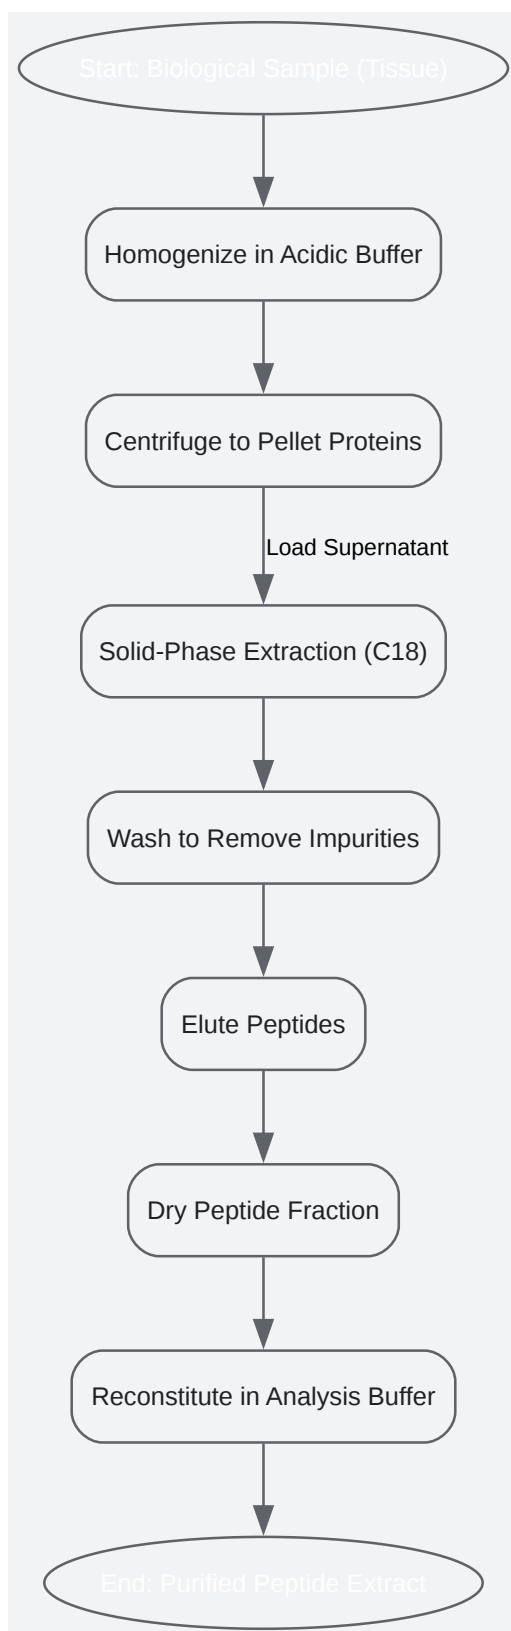 Start: Biological Sample (Tissue)
Homogenize in Acidic Buffer
Centrifuge to Pellet Proteins
Load Supernatant
Solid-Phase Extraction (C18)
Wash to Remove Impurities
Elute Peptides
Dry Peptide Fraction
Reconstitute in Analysis Buffer
End: Purified Peptide Extract